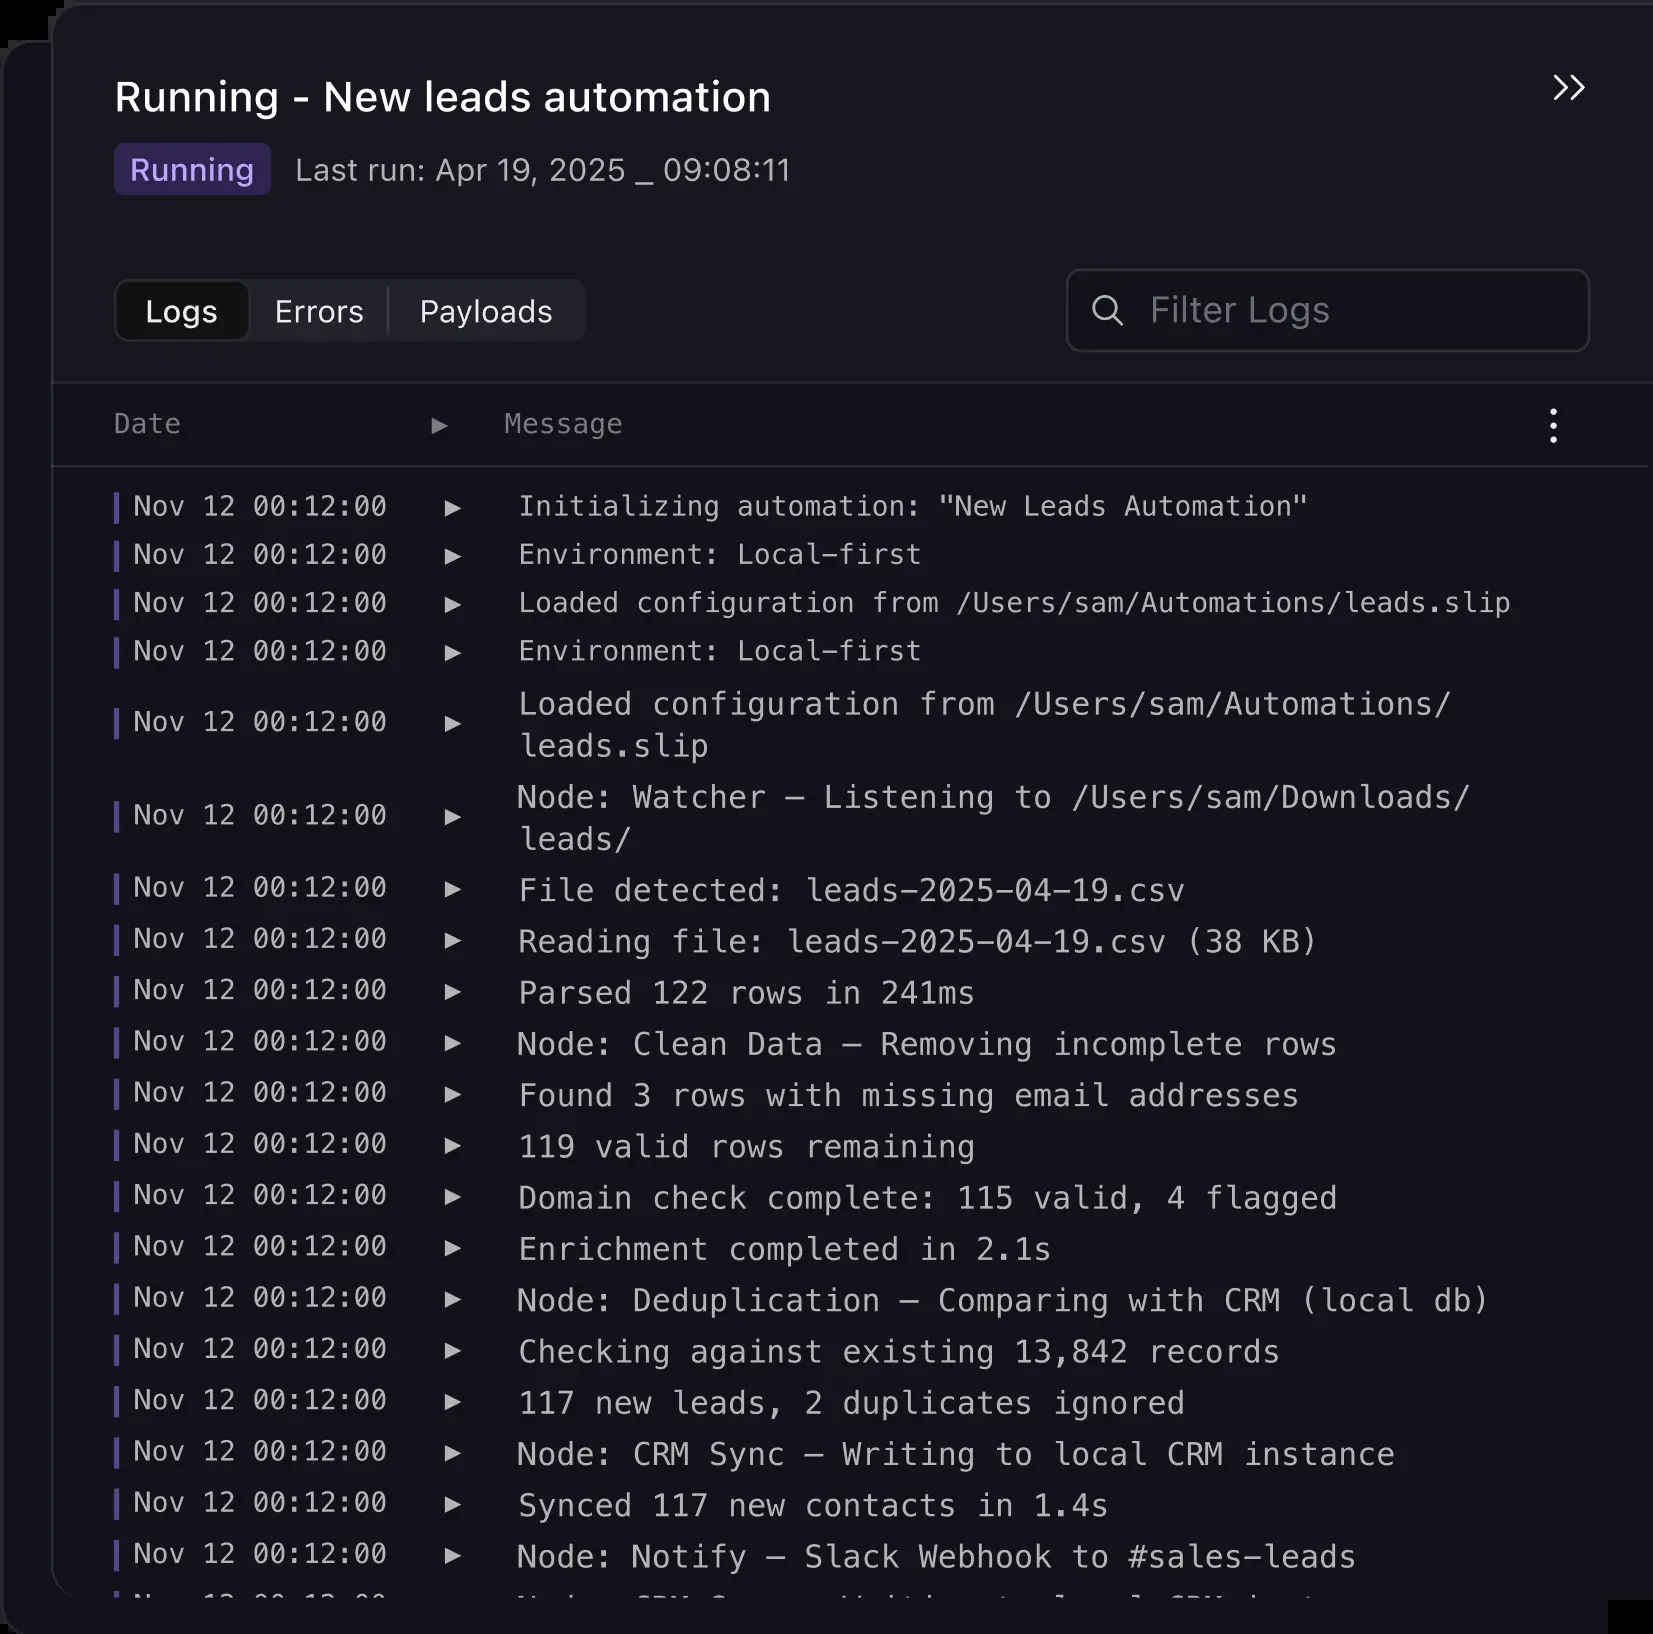 Running - New leads automation
Running Last run: Apr 19, 2025 _ 09:08:11
Logs Errors Payloads Filter Logs
Date ▶ Message
Nov 12 00:12:00 ▶ Initializing automation: "New Leads Automation"
Nov 12 00:12:00 ▶ Environment: Local–first
Nov 12 00:12:00 ▶ Loaded configuration from /Users/sam/Automations/leads.slip
Nov 12 00:12:00 ▶ Environment: Local–first
Nov 12 00:12:00 ▶ Loaded configuration from /Users/sam/Automations/
leads.slip
Nov 12 00:12:00 ▶ Node: Watcher — Listening to /Users/sam/Downloads/
leads/
Nov 12 00:12:00 ▶ File detected: leads–2025–04–19.csv
Nov 12 00:12:00 ▶ Reading file: leads–2025–04–19.csv (38 KB)
Nov 12 00:12:00 ▶ Parsed 122 rows in 241ms
Nov 12 00:12:00 ▶ Node: Clean Data — Removing incomplete rows
Nov 12 00:12:00 ▶ Found 3 rows with missing email addresses
Nov 12 00:12:00 ▶ 119 valid rows remaining
Nov 12 00:12:00 ▶ Domain check complete: 115 valid, 4 flagged
Nov 12 00:12:00 ▶ Enrichment completed in 2.1s
Nov 12 00:12:00 ▶ Node: Deduplication — Comparing with CRM (local db)
Nov 12 00:12:00 ▶ Checking against existing 13,842 records
Nov 12 00:12:00 ▶ 117 new leads, 2 duplicates ignored
Nov 12 00:12:00 ▶ Node: CRM Sync — Writing to local CRM instance
Nov 12 00:12:00 ▶ Synced 117 new contacts in 1.4s
Nov 12 00:12:00 ▶ Node: Notify — Slack Webhook to #sales–leads